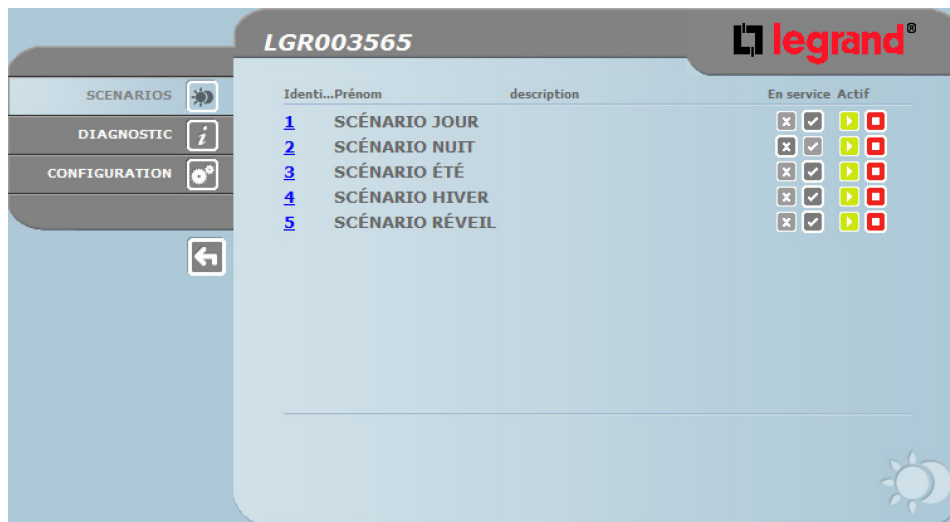 LGR003565
legrand®
SCENARIOS
DIAGNOSTIC
CONFIGURATION
Identi...Prénom description En service Actif
1 SCÉNARIO JOUR
2 SCÉNARIO NUIT
3 SCÉNARIO ÉTÉ
4 SCÉNARIO HIVER
5 SCÉNARIO RÉVEIL